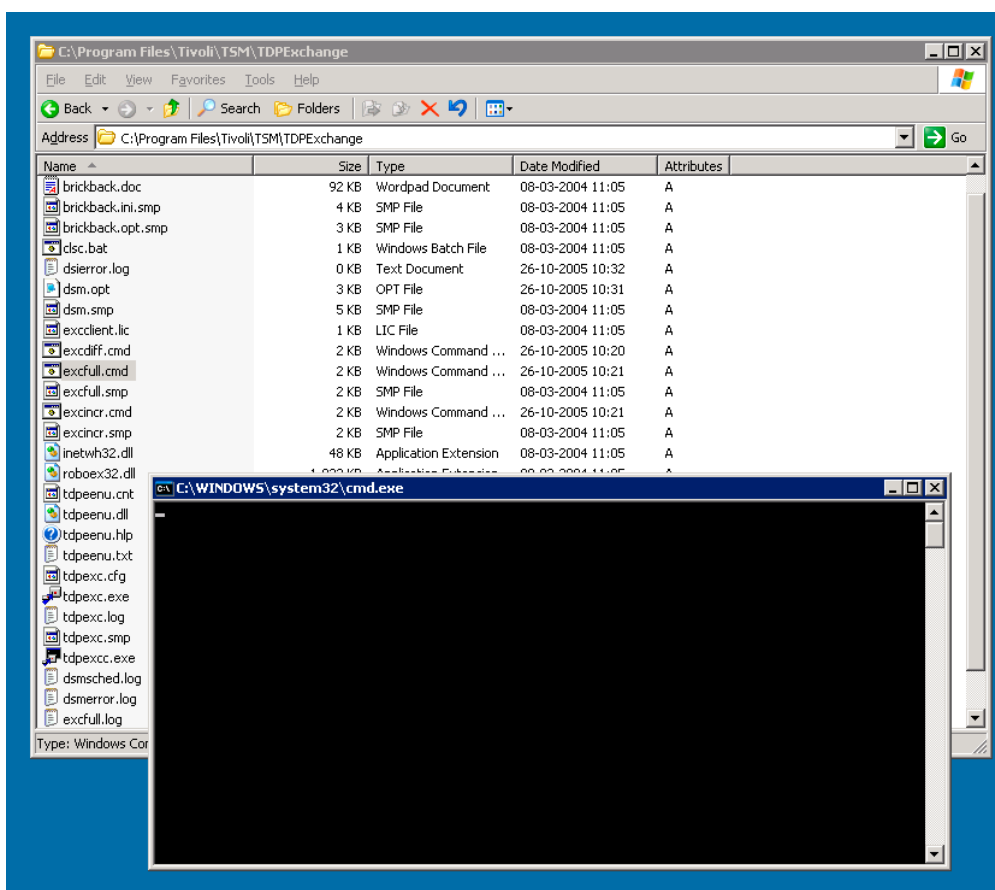 C:\Program Files\Tivoli\TSM\TDPExchange
File Edit View Favorites Tools Help
Back Search Folders
Address C:\Program Files\Tivoli\TSM\TDPExchange Go
Name Size Type Date Modified Attributes
brickback.doc 92 KB Wordpad Document 08-03-2004 11:05 A
brickback.ini.smp 4 KB SMP File 08-03-2004 11:05 A
brickback.opt.smp 3 KB SMP File 08-03-2004 11:05 A
clsc.bat 1 KB Windows Batch File 08-03-2004 11:05 A
dsierror.log 0 KB Text Document 26-10-2005 10:32 A
dsm.opt 3 KB OPT File 26-10-2005 10:31 A
dsm.smp 5 KB SMP File 08-03-2004 11:05 A
excclient.lic 1 KB LIC File 08-03-2004 11:05 A
excdiff.cmd 2 KB Windows Command ... 26-10-2005 10:20 A
excfull.cmd 2 KB Windows Command ... 26-10-2005 10:21 A
excfull.smp 2 KB SMP File 08-03-2004 11:05 A
excincr.cmd 2 KB Windows Command ... 26-10-2005 10:21 A
excincr.smp 2 KB SMP File 08-03-2004 11:05 A
inetwh32.dll 48 KB Application Extension 08-03-2004 11:05 A
roboex32.dll
C:\WINDOWS\system32\cmd.exe
tdpeenu.cnt
tdpeenu.dll
tdpeenu.hlp
tdpeenu.txt
tdpexc.cfg
tdpexc.exe
tdpexc.log
tdpexc.smp
tdpexcc.exe
dsmsched.log
dsmerror.log
excfull.log
Type: Windows Cor